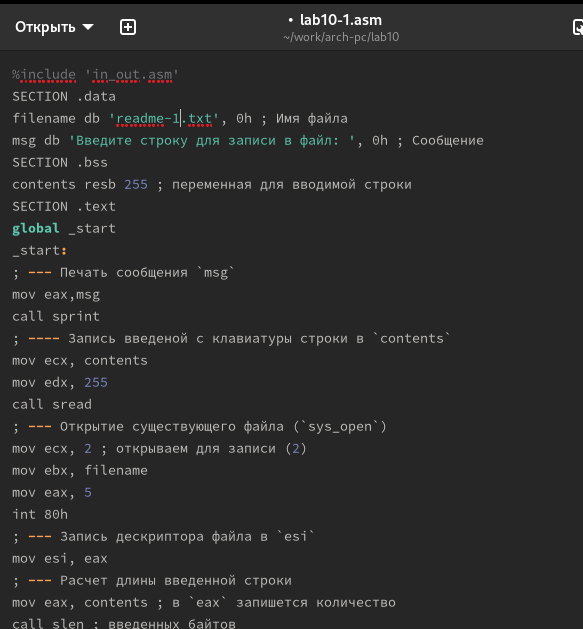 Открыть
• lab10-1.asm
~/work/arch-pc/lab10
%include 'in_out.asm'
SECTION .data
filename db 'readme-1.txt', 0h ; Имя файла
msg db 'Введите строку для записи в файл: ', 0h ; Сообщение
SECTION .bss
contents resb 255 ; переменная для вводимой строки
SECTION .text
global _start
_start:
; --- Печать сообщения `msg`
mov eax,msg
call sprint
; ---- Запись введеной с клавиатуры строки в `contents`
mov ecx, contents
mov edx, 255
call sread
; --- Открытие существующего файла (`sys_open`)
mov ecx, 2 ; открываем для записи (2)
mov ebx, filename
mov eax, 5
int 80h
; --- Запись дескриптора файла в `esi`
mov esi, eax
; --- Расчет длины введенной строки
mov eax, contents ; в `eax` запишется количество
call slen ; введенных байтов